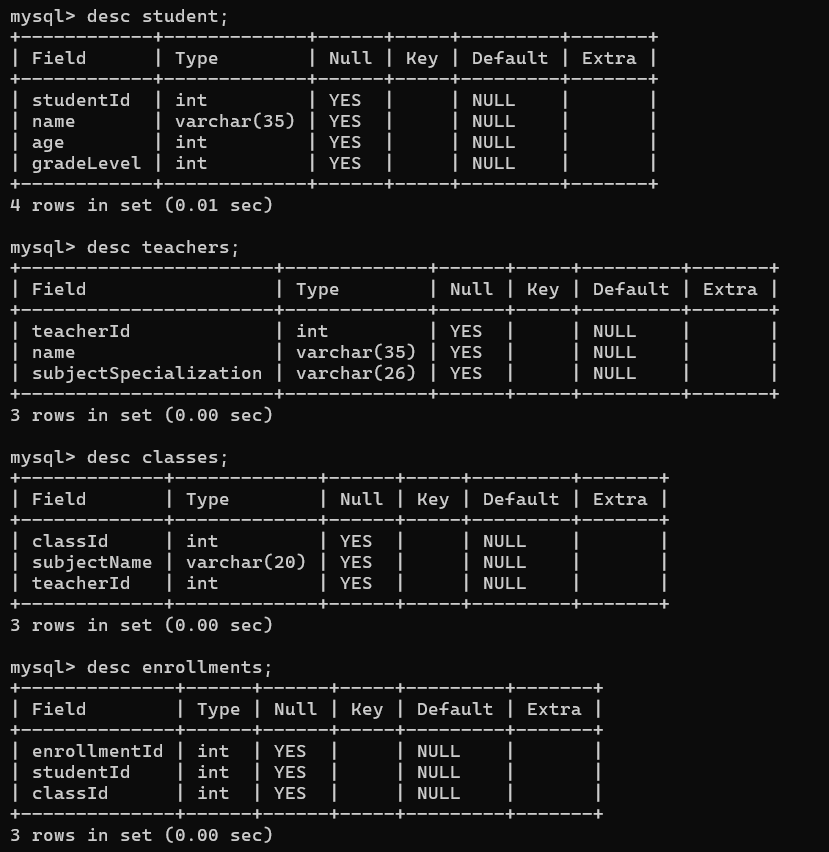 mysql> desc student;
+------------+-------------+------+-----+---------+-------+
| Field      | Type        | Null | Key | Default | Extra |
+------------+-------------+------+-----+---------+-------+
| studentId  | int         | YES  |     | NULL    |       |
| name       | varchar(35) | YES  |     | NULL    |       |
| age        | int         | YES  |     | NULL    |       |
| gradeLevel | int         | YES  |     | NULL    |       |
+------------+-------------+------+-----+---------+-------+
4 rows in set (0.01 sec)

mysql> desc teachers;
+-----------------------+-------------+------+-----+---------+-------+
| Field                 | Type        | Null | Key | Default | Extra |
+-----------------------+-------------+------+-----+---------+-------+
| teacherId             | int         | YES  |     | NULL    |       |
| name                  | varchar(35) | YES  |     | NULL    |       |
| subjectSpecialization | varchar(26) | YES  |     | NULL    |       |
+-----------------------+-------------+------+-----+---------+-------+
3 rows in set (0.00 sec)

mysql> desc classes;
+-------------+-------------+------+-----+---------+-------+
| Field       | Type        | Null | Key | Default | Extra |
+-------------+-------------+------+-----+---------+-------+
| classId     | int         | YES  |     | NULL    |       |
| subjectName | varchar(20) | YES  |     | NULL    |       |
| teacherId   | int         | YES  |     | NULL    |       |
+-------------+-------------+------+-----+---------+-------+
3 rows in set (0.00 sec)

mysql> desc enrollments;
+--------------+------+------+-----+---------+-------+
| Field        | Type | Null | Key | Default | Extra |
+--------------+------+------+-----+---------+-------+
| enrollmentId | int  | YES  |     | NULL    |       |
| studentId    | int  | YES  |     | NULL    |       |
| classId      | int  | YES  |     | NULL    |       |
+--------------+------+------+-----+---------+-------+
3 rows in set (0.00 sec)